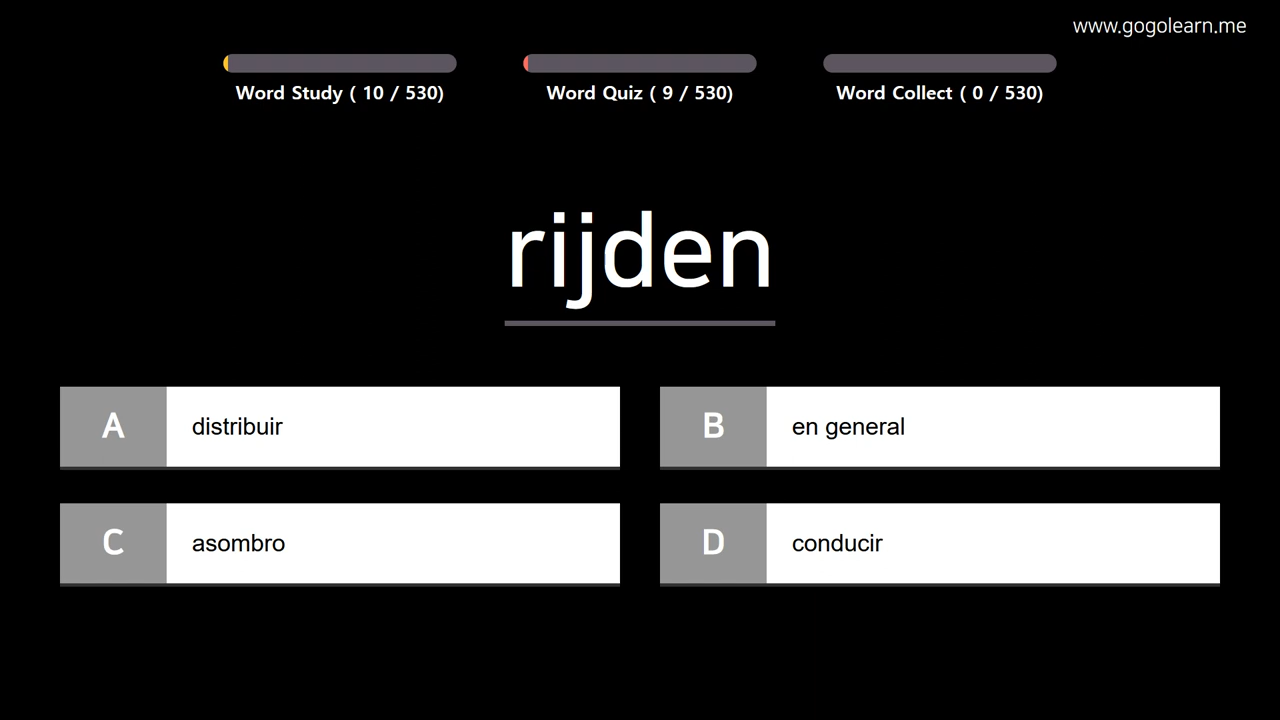 www.gogolearn.me
Word Study ( 10 / 530)
Word Quiz ( 9 / 530)
Word Collect ( 0 / 530)
rijden
A distribuir
B en general
C asombro
D conducir